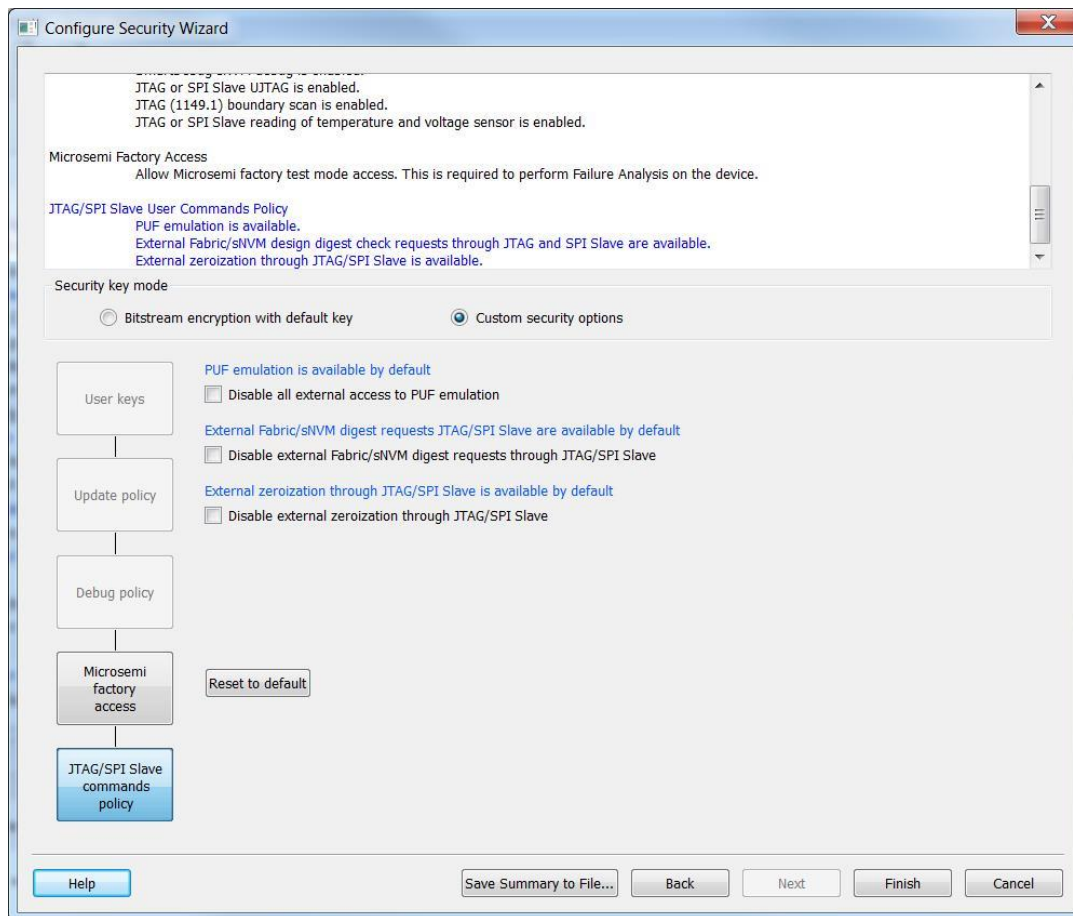 Configure Security Wizard
JTAG or SPI Slave UJTAG is enabled.
JTAG (1149.1) boundary scan is enabled.
JTAG or SPI Slave reading of temperature and voltage sensor is enabled.
Microsemi Factory Access
Allow Microsemi factory test mode access. This is required to perform Failure Analysis on the device.
JTAG/SPI Slave User Commands Policy
PUF emulation is available.
External Fabric/sNVM design digest check requests through JTAG and SPI Slave are available.
External zeroization through JTAG/SPI Slave is available.
Security key mode
Bitstream encryption with default key
Custom security options
User keys
Update policy
Debug policy
Microsemi
factory
access
JTAG/SPI Slave
commands
policy
PUF emulation is available by default
Disable all external access to PUF emulation
External Fabric/sNVM digest requests JTAG/SPI Slave are available by default
Disable external Fabric/sNVM digest requests through JTAG/SPI Slave
External zeroization through JTAG/SPI Slave is available by default
Disable external zeroization through JTAG/SPI Slave
Reset to default
Help
Save Summary to File...
Back
Next
Finish
Cancel